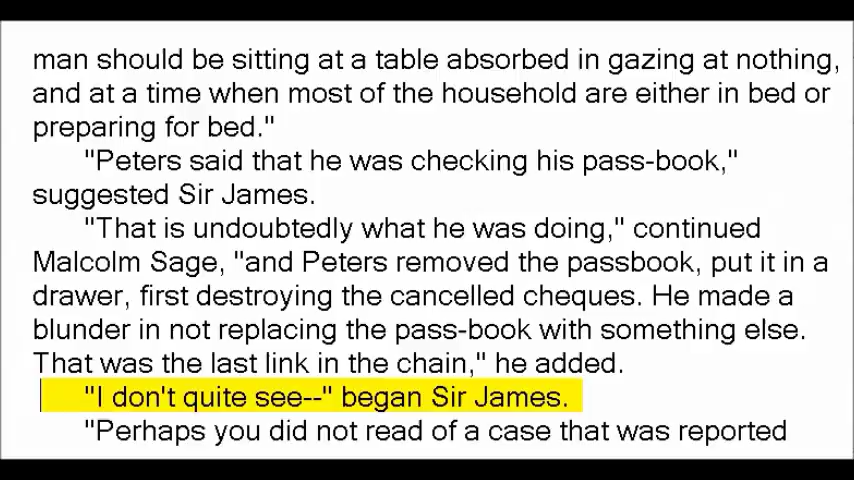 man should be sitting at a table absorbed in gazing at nothing,
and at a time when most of the household are either in bed or
preparing for bed."
"Peters said that he was checking his pass-book,"
suggested Sir James.
"That is undoubtedly what he was doing," continued
Malcolm Sage, "and Peters removed the passbook, put it in a
drawer, first destroying the cancelled cheques. He made a
blunder in not replacing the pass-book with something else.
That was the last link in the chain," he added.
"I don't quite see--" began Sir James.
"Perhaps you did not read of a case that was reported